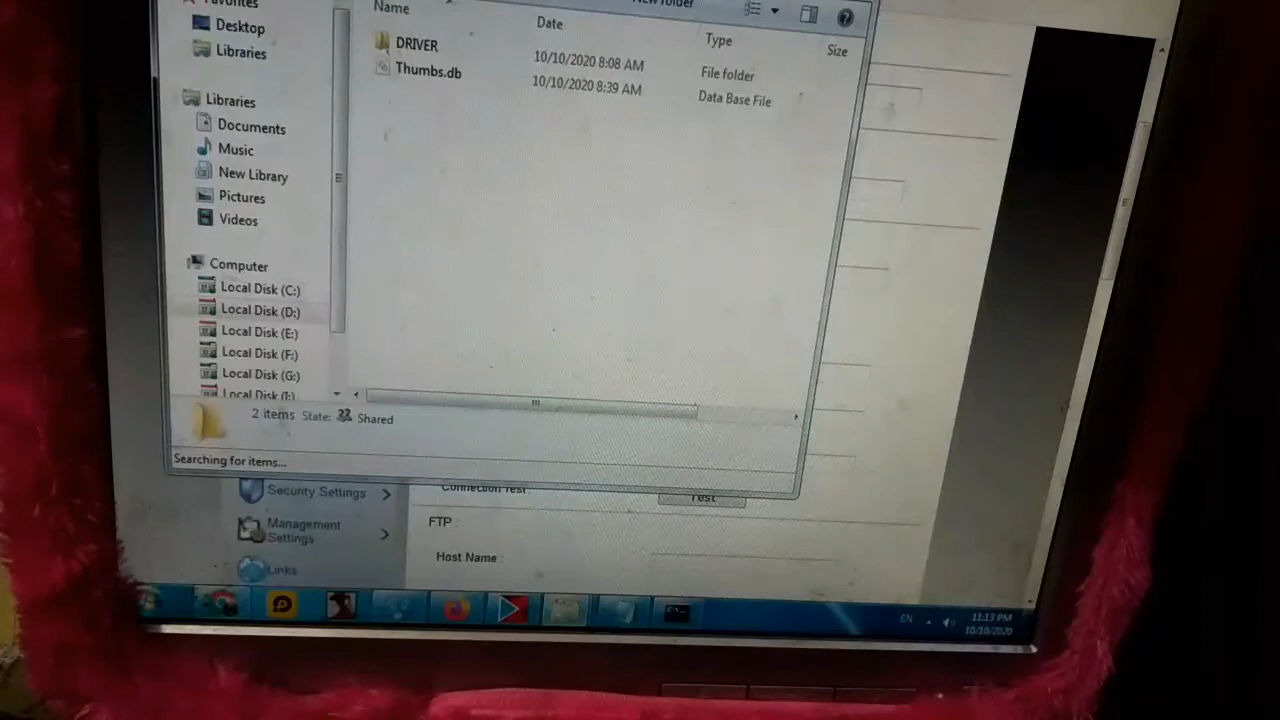 Favorites
New folder
Desktop
Libraries
Libraries
Documents
Music
New Library
Pictures
Videos
Computer
Local Disk (C:)
Local Disk (D:)
Local Disk (E:)
Local Disk (F:)
Local Disk (G:)
Local Disk (I:)
Name Date Type Size
DRIVER 10/10/2020 8:08 AM File folder
Thumbs.db 10/10/2020 8:39 AM Data Base File
2 items State: Shared
Searching for items...
Security Settings
Management
Settings
Links
Connection Test: Test
FTP
Host Name :
EN 11:13 PM
10/10/2020